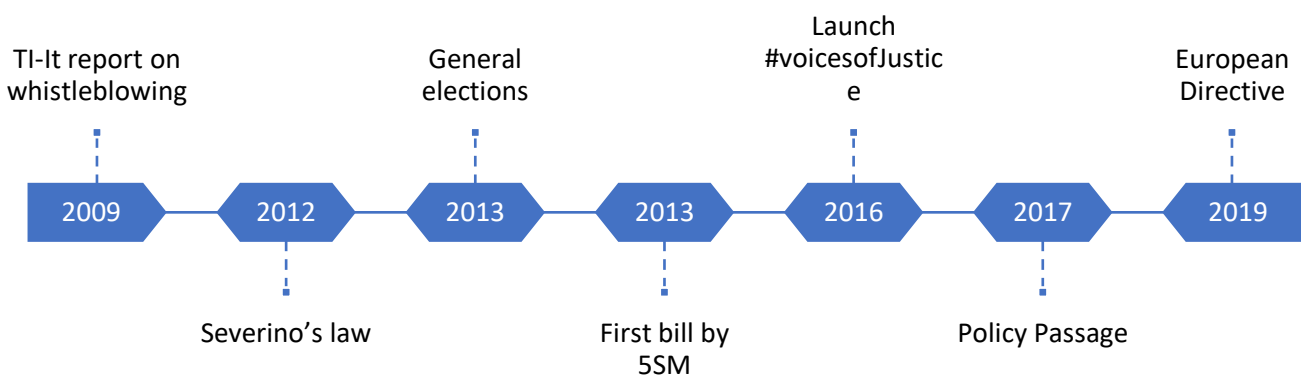 TI-It report on
whistleblowing
General
elections
Launch
#voicesofJustic
e
European
Directive
2009
2012
2013
2013
2016
2017
2019
Severino’s law
First bill by
5SM
Policy Passage